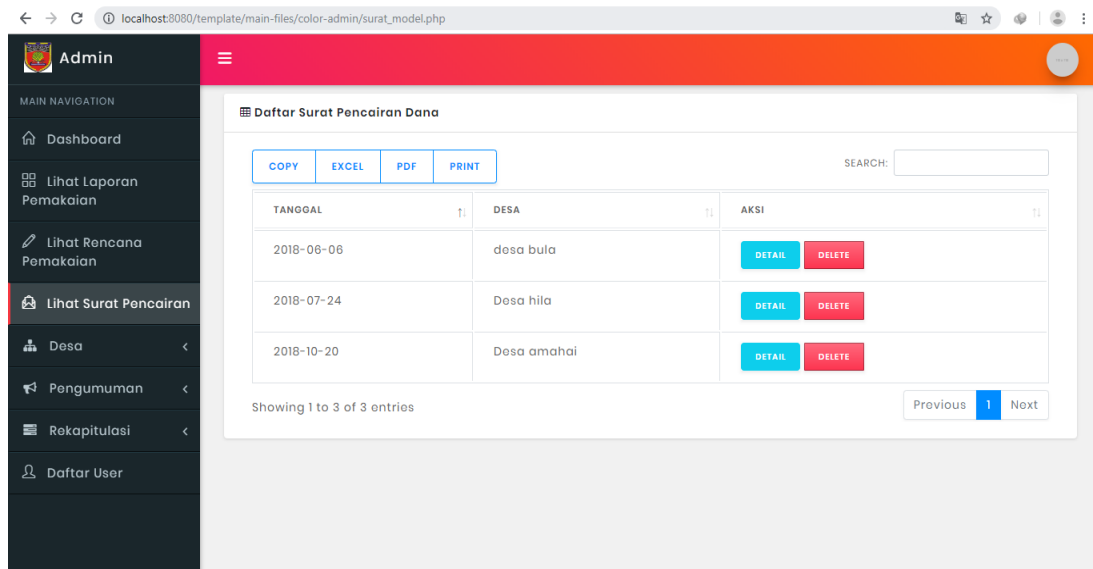 localhost:8080/template/main-files/color-admin/surat_model.php
Admin
MAIN NAVIGATION
Dashboard
Lihat Laporan
Pemakaian
Lihat Rencana
Pemakaian
Lihat Surat Pencairan
Desa
Pengumuman
Rekapitulasi
Daftar User
Daftar Surat Pencairan Dana
COPY EXCEL PDF PRINT SEARCH:
TANGGAL DESA AKSI
2018-06-06 desa bula DETAIL DELETE
2018-07-24 Desa hila DETAIL DELETE
2018-10-20 Desa amahai DETAIL DELETE
Showing 1 to 3 of 3 entries Previous 1 Next